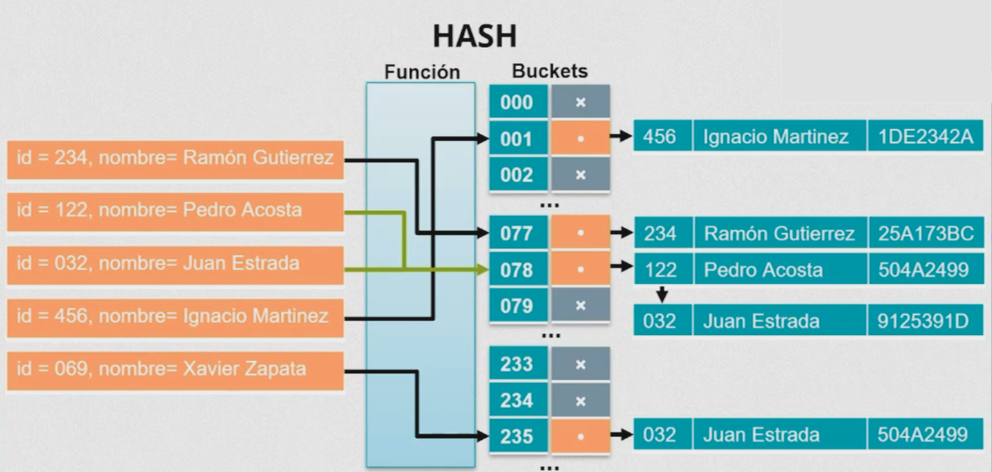 HASH
Función
Buckets
id = 234, nombre= Ramón Gutierrez
id = 122, nombre= Pedro Acosta
id = 032, nombre= Juan Estrada
id = 456, nombre= Ignacio Martinez
id = 069, nombre= Xavier Zapata
000 ×
001 •
002 ×
...
077 •
078 •
079 ×
...
233 ×
234 ×
235 •
...
456 Ignacio Martinez 1DE2342A
234 Ramón Gutierrez 25A173BC
122 Pedro Acosta 504A2499
032 Juan Estrada 9125391D
032 Juan Estrada 504A2499